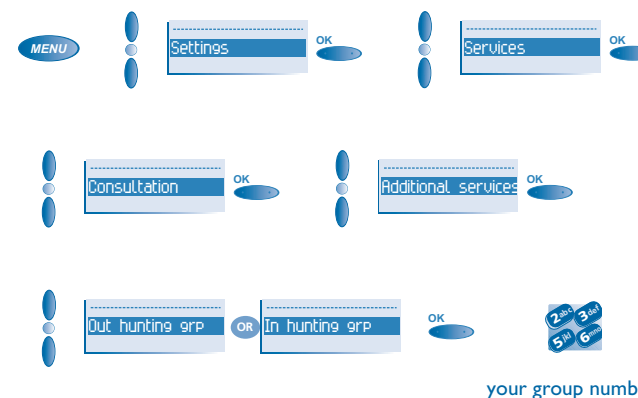 MENU
Settings
OK
Services
OK
Consultation
OK
Additional services
OK
Out hunting grp
OR
In hunting grp
OK
2abc 3def
5jkl 6mno
your group numb